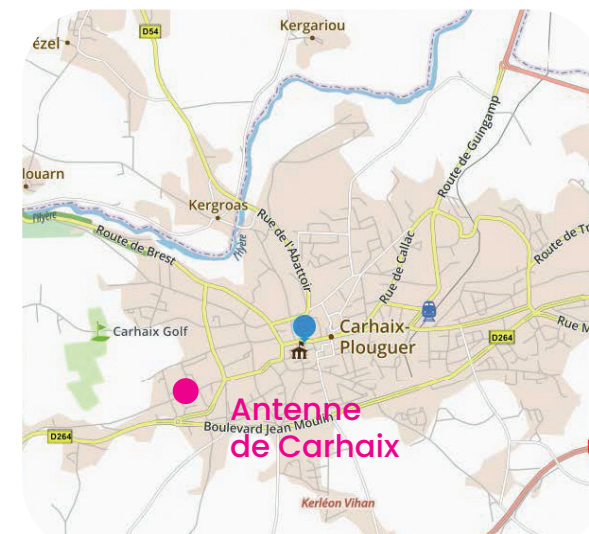 D54
Kergariou
ézel
Route de Guingamp
louarn
Kergroas
l'Hyère
Hyère
Rue de l'Abattoir
Route de Brest
Rue de Callac
Route de Tr
Carhaix Golf
Carhaix-
Plouguer
D264
Rue M
Antenne
de Carhaix
Boulevard Jean Moulin
D264
Kerléon Vihan